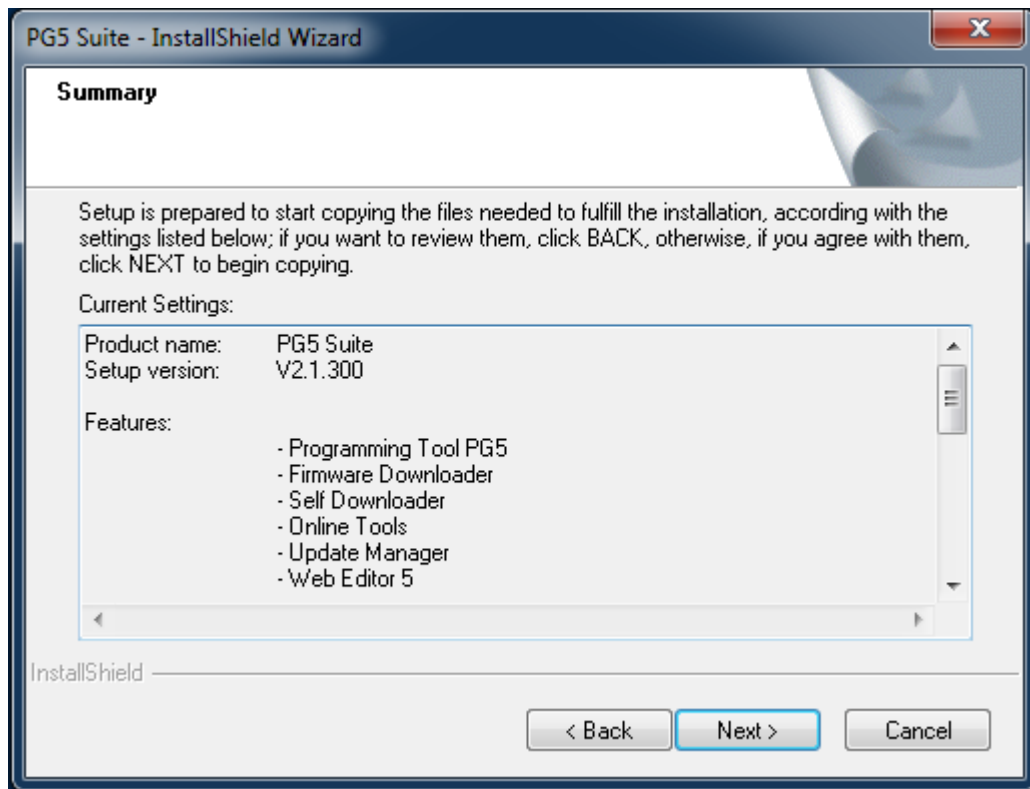 PG5 Suite - InstallShield Wizard
Summary
Setup is prepared to start copying the files needed to fulfill the installation, according with the
settings listed below; if you want to review them, click BACK, otherwise, if you agree with them,
click NEXT to begin copying.
Current Settings:
Product name: PG5 Suite
Setup version: V2.1.300
Features:
- Programming Tool PG5
- Firmware Downloader
- Self Downloader
- Online Tools
- Update Manager
- Web Editor 5
InstallShield
< Back Next > Cancel